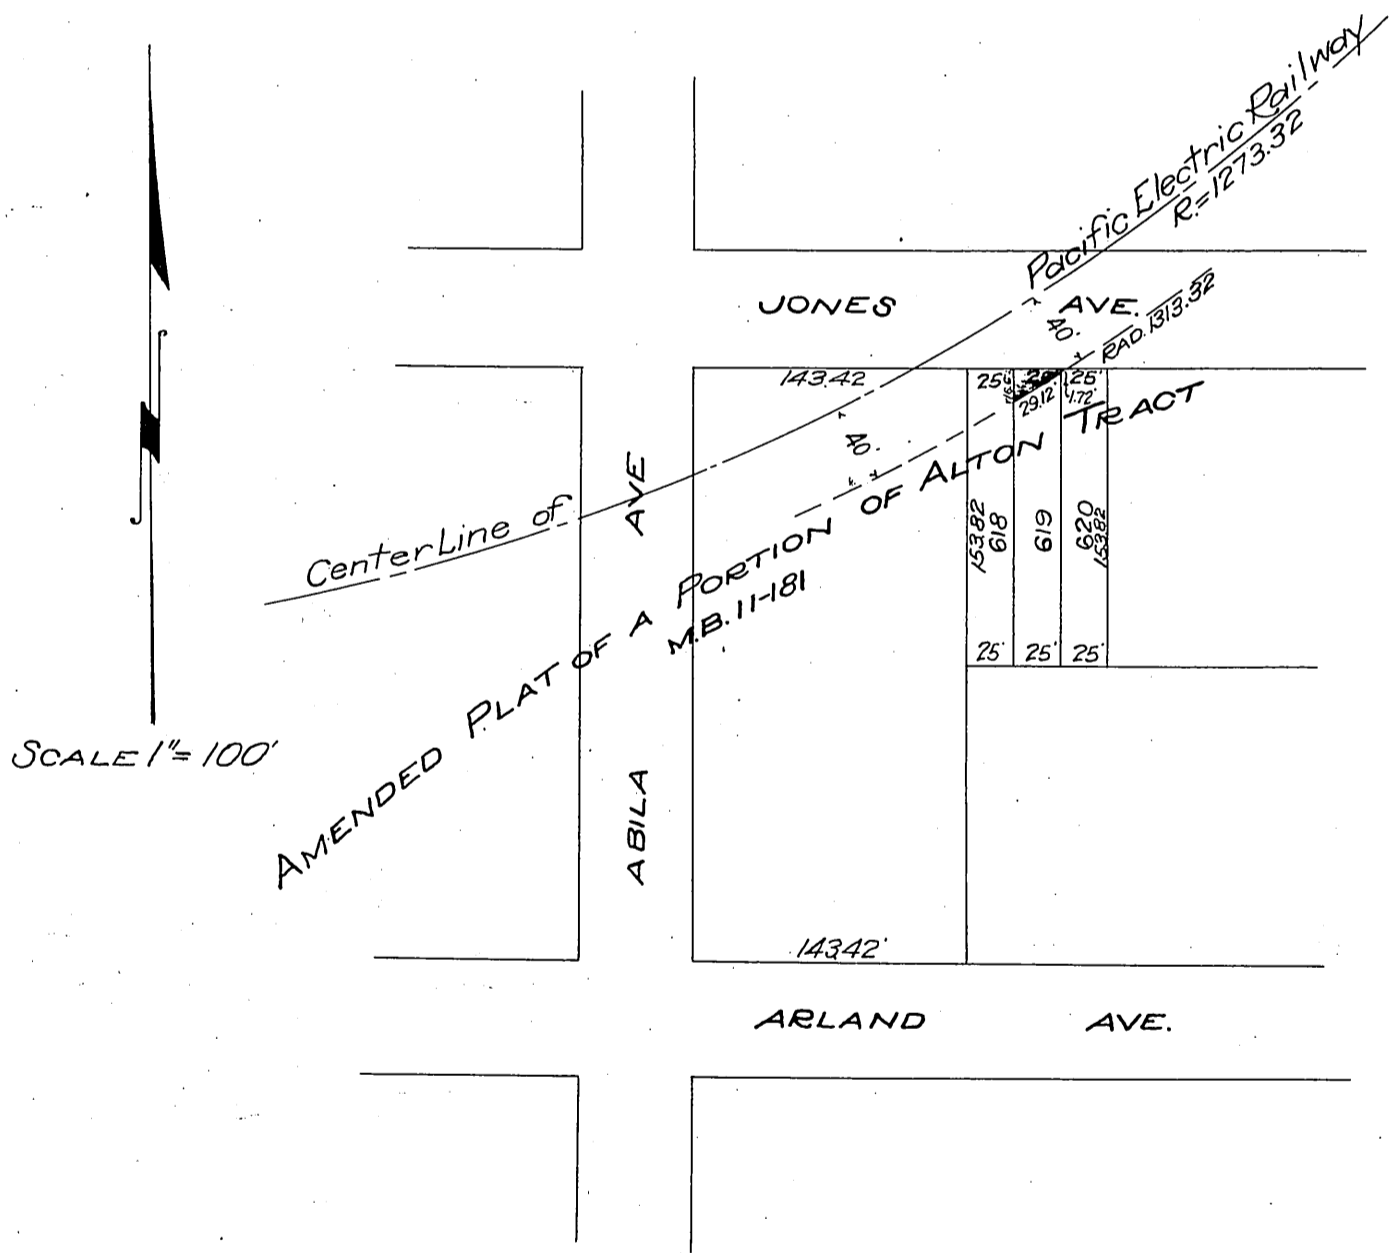 Pacific Electric Railway
R.=1273.32
JONES AVE.
40.
RAD. 1313.32
143.42
25'
25'
29.12'
1.72'
40.
AVE
Center Line of
AMENDED PLAT OF A PORTION OF ALTON TRACT
M.B. 11-181
153.82
618
619
620
153.82
25'
25'
25'
SCALE 1"= 100'
ABILA
143.42'
ARLAND AVE.